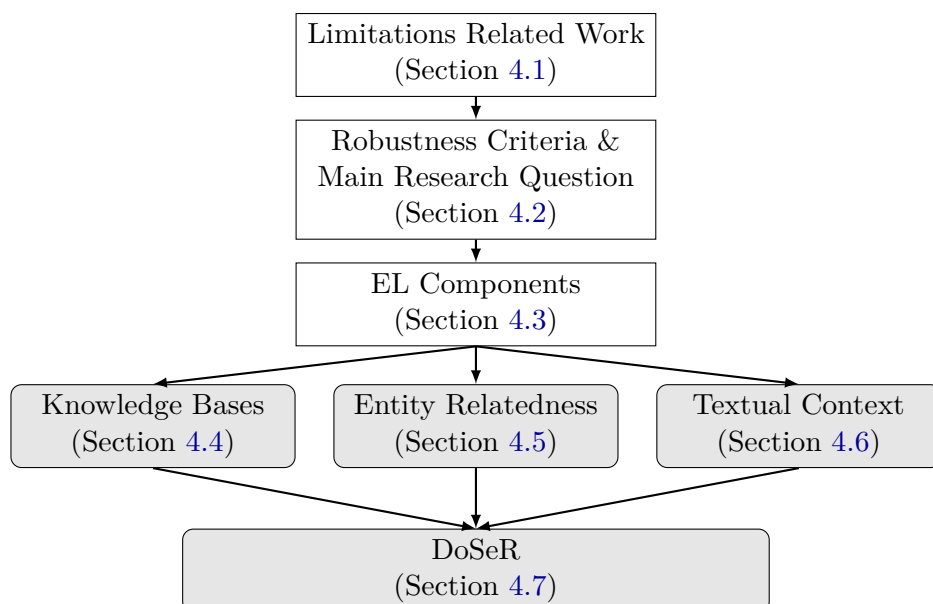 Limitations Related Work
(Section 4.1)
Robustness Criteria &
Main Research Question
(Section 4.2)
EL Components
(Section 4.3)
Knowledge Bases
(Section 4.4)
Entity Relatedness
(Section 4.5)
Textual Context
(Section 4.6)
DoSeR
(Section 4.7)